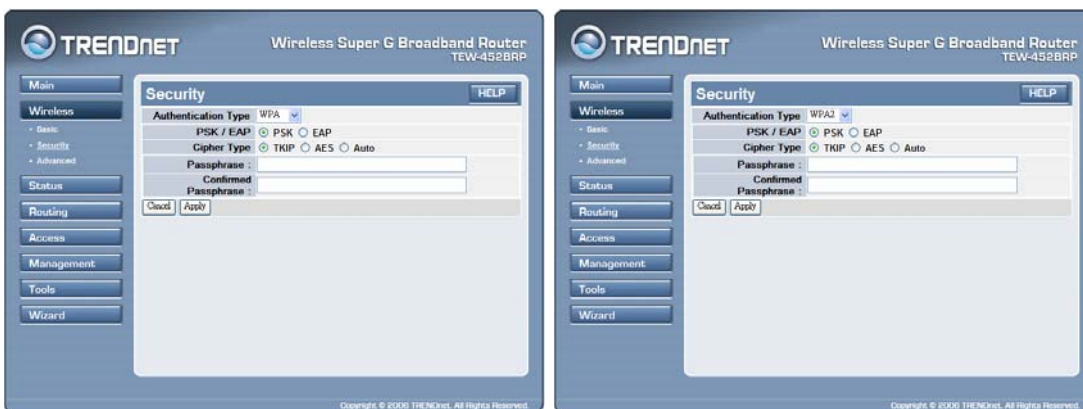 TRENDNET
Wireless Super G Broadband Router
TEW-452BRP
Main
Wireless
• Basic
• Security
• Advanced
Status
Routing
Access
Management
Tools
Wizard
Security
HELP
Authentication Type WPA
PSK / EAP PSK EAP
Cipher Type TKIP AES Auto
Passphrase :
Confirmed
Passphrase :
Cancel Apply
Copyright © 2006 TRENDnet. All Rights Reserved.
TRENDNET
Wireless Super G Broadband Router
TEW-452BRP
Main
Wireless
• Basic
• Security
• Advanced
Status
Routing
Access
Management
Tools
Wizard
Security
HELP
Authentication Type WPA2
PSK / EAP PSK EAP
Cipher Type TKIP AES Auto
Passphrase :
Confirmed
Passphrase :
Cancel Apply
Copyright © 2006 TRENDnet. All Rights Reserved.